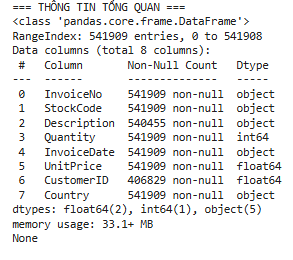 === THÔNG TIN TỔNG QUAN ===
<class 'pandas.core.frame.DataFrame'>
RangeIndex: 541909 entries, 0 to 541908
Data columns (total 8 columns):
 #   Column       Non-Null Count   Dtype
---  ------       --------------   -----
 0   InvoiceNo    541909 non-null  object
 1   StockCode    541909 non-null  object
 2   Description  540455 non-null  object
 3   Quantity     541909 non-null  int64
 4   InvoiceDate  541909 non-null  object
 5   UnitPrice    541909 non-null  float64
 6   CustomerID   406829 non-null  float64
 7   Country      541909 non-null  object
dtypes: float64(2), int64(1), object(5)
memory usage: 33.1+ MB
None